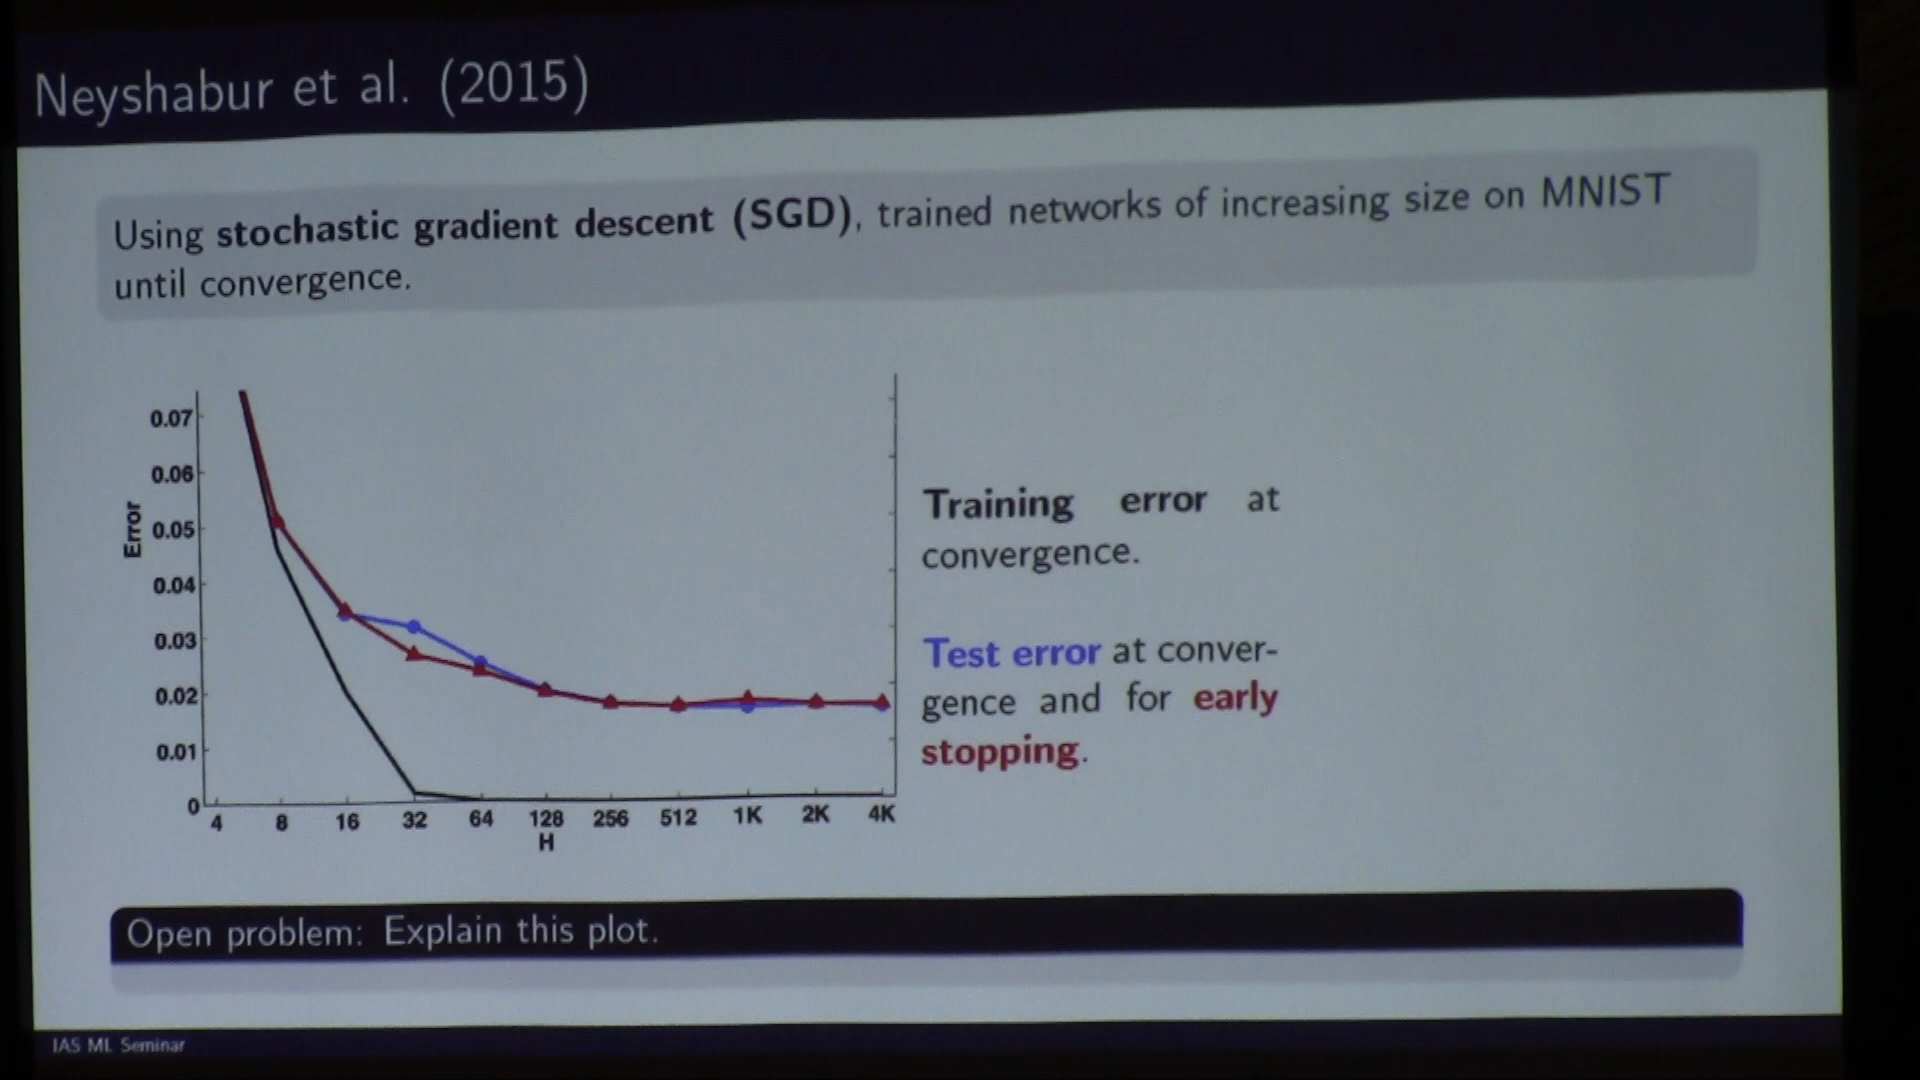 Neyshabur et al. (2015)
Using stochastic gradient descent (SGD), trained networks of increasing size on MNIST
until convergence.
0.07
0.06
0.05
0.04
0.03
0.02
0.01
0
Error
4 8 16 32 64 128 256 512 1K 2K 4K
H
Training error at
convergence.
Test error at conver-
gence and for early
stopping.
Open problem: Explain this plot.
IAS ML Seminar